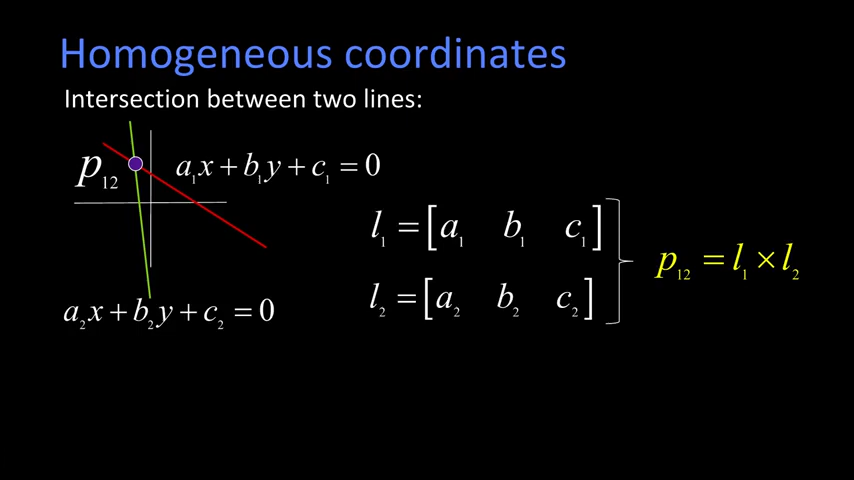 Homogeneous coordinates
Intersection between two lines:
p₁₂
a₁x + b₁y + c₁ = 0
l₁ = [a₁ b₁ c₁]
l₂ = [a₂ b₂ c₂]
p₁₂ = l₁ × l₂
a₂x + b₂y + c₂ = 0